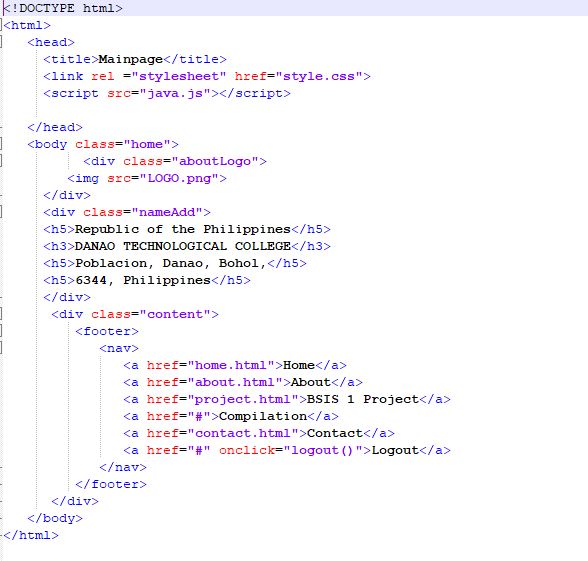 <!DOCTYPE html>
<html>
<head>
<title>Mainpage</title>
<link rel ="stylesheet" href="style.css">
<script src="java.js"></script>
</head>
<body class="home">
<div class="aboutLogo">
<img src="LOGO.png">
</div>
<div class="nameAdd">
<h5>Republic of the Philippines</h5>
<h3>DANAO TECHNOLOGICAL COLLEGE</h3>
<h5>Poblacion, Danao, Bohol,</h5>
<h5>6344, Philippines</h5>
</div>
<div class="content">
<footer>
<nav>
<a href="home.html">Home</a>
<a href="about.html">About</a>
<a href="project.html">BSIS 1 Project</a>
<a href="#">Compilation</a>
<a href="contact.html">Contact</a>
<a href="#" onclick="logout()">Logout</a>
</nav>
</footer>
</div>
</body>
</html>